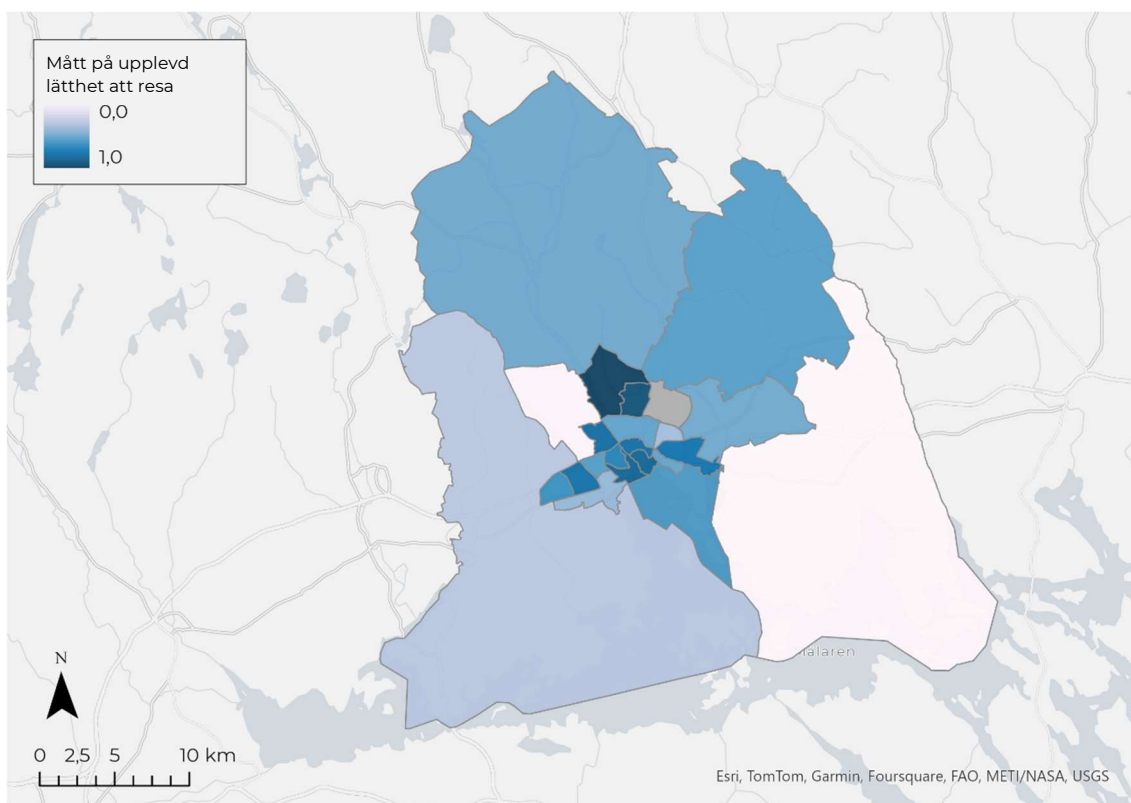 Mått på upplevd
lätthet att resa
0,0
1,0
N
0 2,5 5 10 km
Esri, TomTom, Garmin, Foursquare, FAO, METI/NASA, USGS